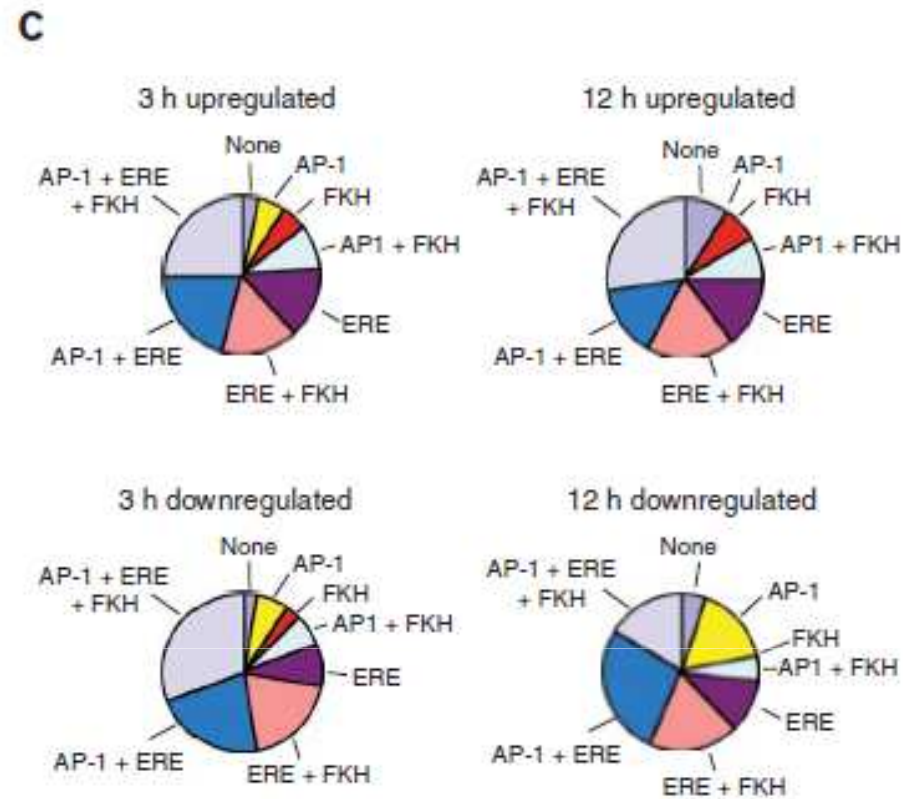 C
3 h upregulated
None
AP-1
FKH
AP1 + FKH
ERE
ERE + FKH
AP-1 + ERE
AP-1 + ERE
+ FKH
12 h upregulated
None
AP-1
FKH
AP1 + FKH
ERE
ERE + FKH
AP-1 + ERE
AP-1 + ERE
+ FKH
3 h downregulated
None
AP-1
FKH
AP1 + FKH
ERE
ERE + FKH
AP-1 + ERE
AP-1 + ERE
+ FKH
12 h downregulated
None
AP-1
FKH
AP1 + FKH
ERE
ERE + FKH
AP-1 + ERE
AP-1 + ERE
+ FKH